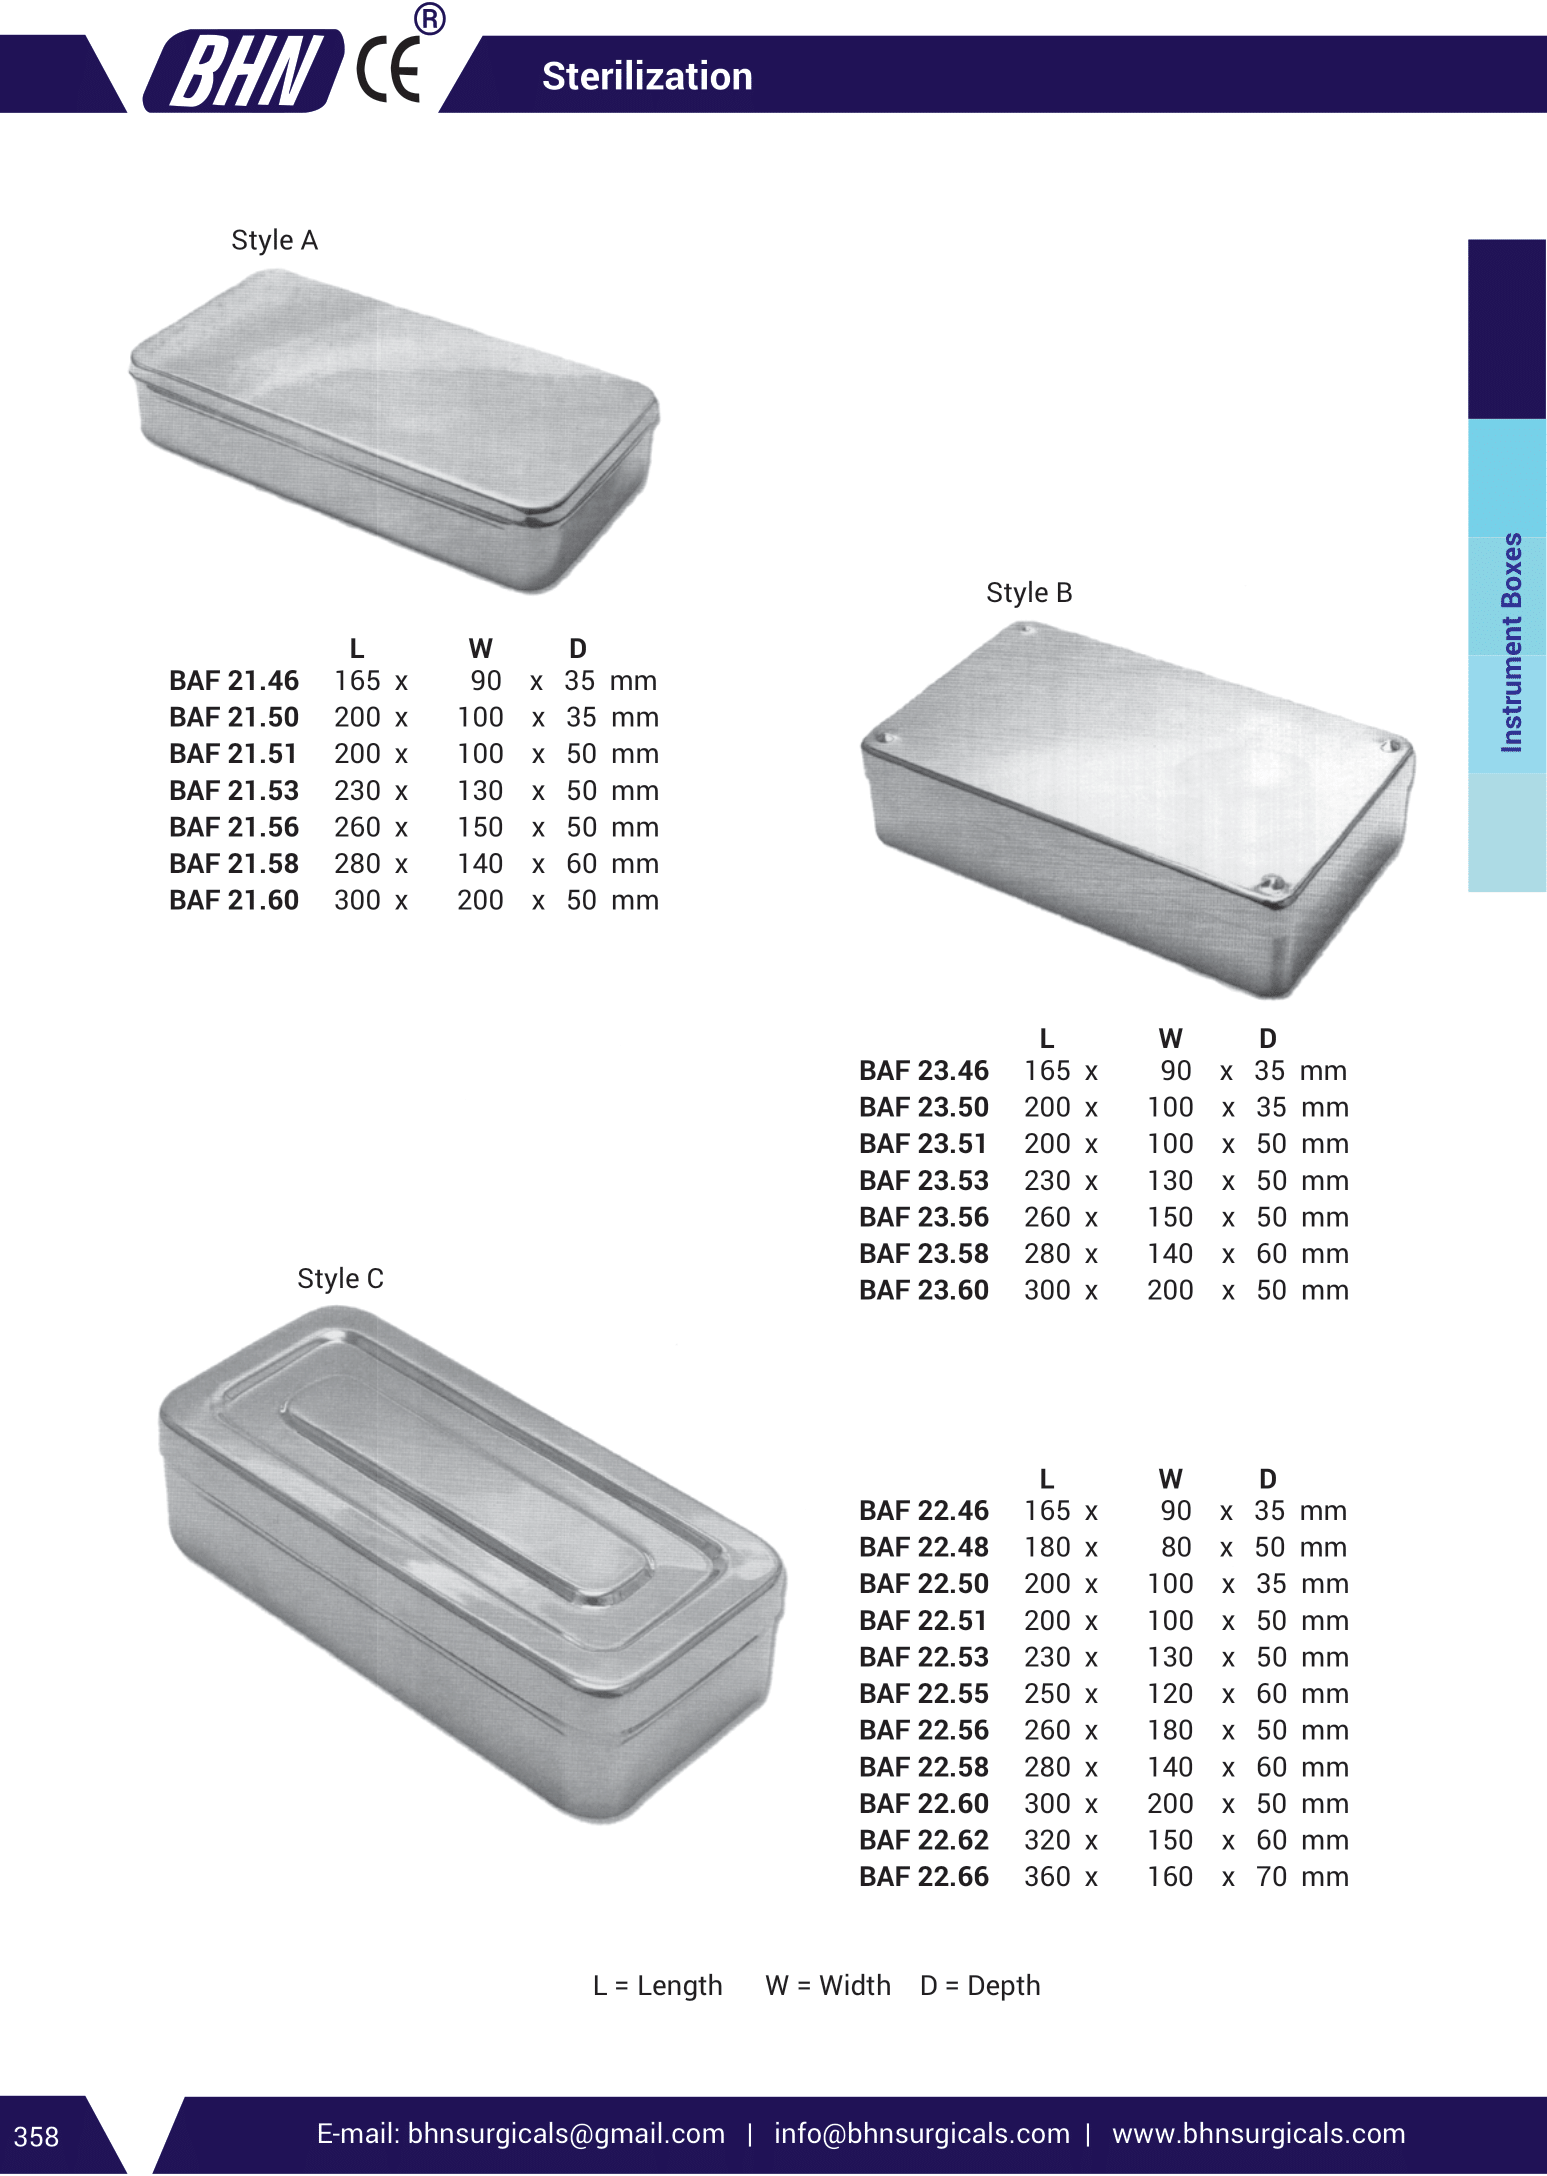 BHN CE ®
Sterilization
Style A
L W D
BAF 21.46 165 x 90 x 35 mm
BAF 21.50 200 x 100 x 35 mm
BAF 21.51 200 x 100 x 50 mm
BAF 21.53 230 x 130 x 50 mm
BAF 21.56 260 x 150 x 50 mm
BAF 21.58 280 x 140 x 60 mm
BAF 21.60 300 x 200 x 50 mm
Instrument Boxes
Style B
L W D
BAF 23.46 165 x 90 x 35 mm
BAF 23.50 200 x 100 x 35 mm
BAF 23.51 200 x 100 x 50 mm
BAF 23.53 230 x 130 x 50 mm
BAF 23.56 260 x 150 x 50 mm
BAF 23.58 280 x 140 x 60 mm
BAF 23.60 300 x 200 x 50 mm
Style C
L W D
BAF 22.46 165 x 90 x 35 mm
BAF 22.48 180 x 80 x 50 mm
BAF 22.50 200 x 100 x 35 mm
BAF 22.51 200 x 100 x 50 mm
BAF 22.53 230 x 130 x 50 mm
BAF 22.55 250 x 120 x 60 mm
BAF 22.56 260 x 180 x 50 mm
BAF 22.58 280 x 140 x 60 mm
BAF 22.60 300 x 200 x 50 mm
BAF 22.62 320 x 150 x 60 mm
BAF 22.66 360 x 160 x 70 mm
L = Length W = Width D = Depth
358
E-mail: bhnsurgicals@gmail.com | info@bhnsurgicals.com | www.bhnsurgicals.com